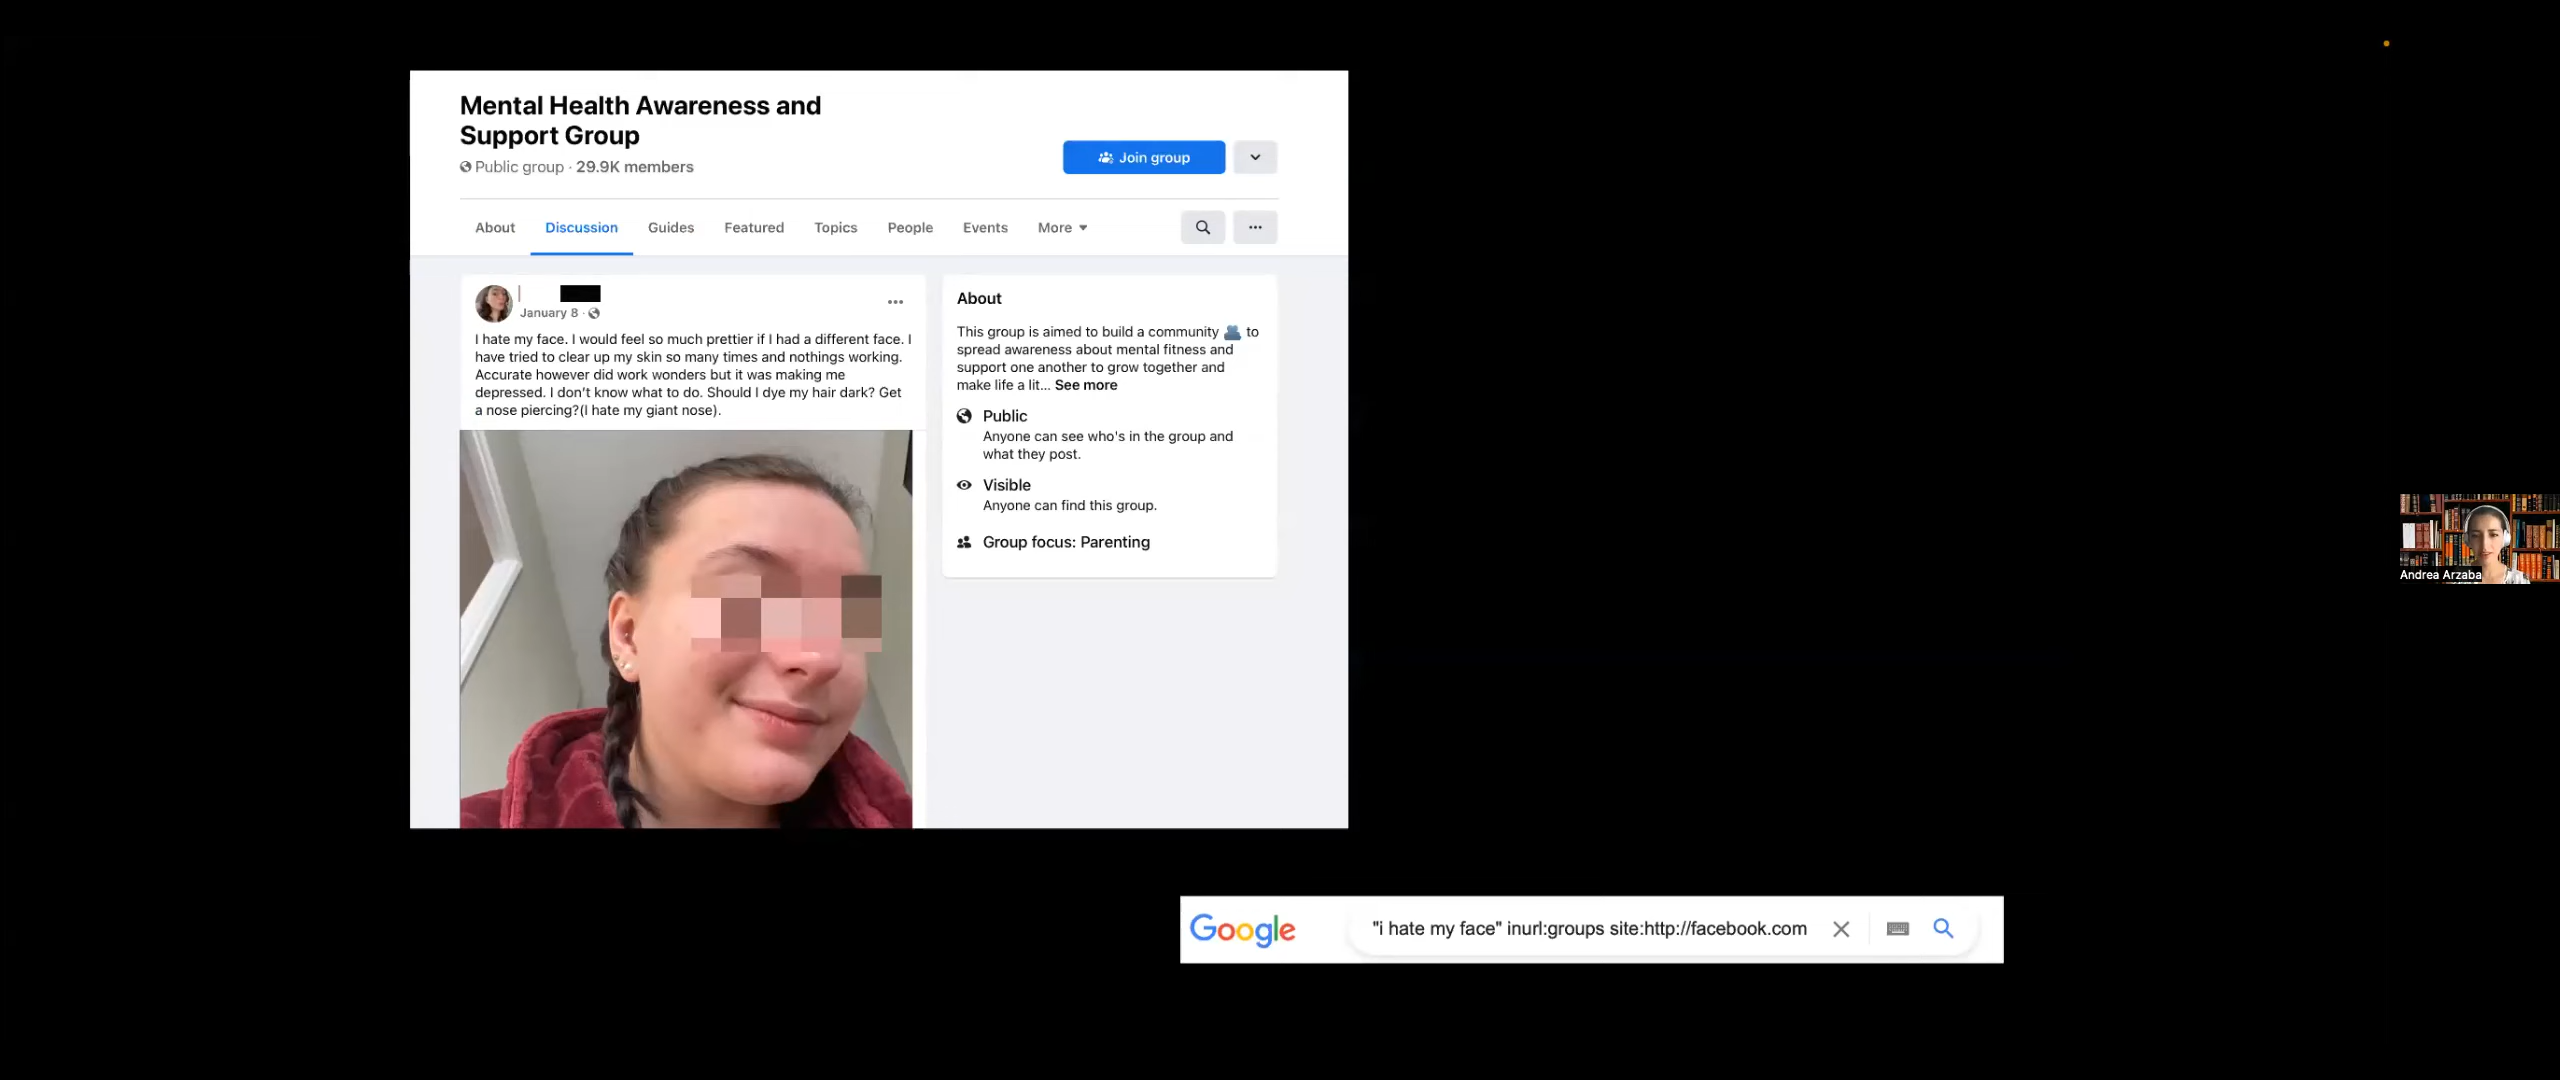 Mental Health Awareness and
Support Group
Public group · 29.9K members
Join group
About
Discussion
Guides
Featured
Topics
People
Events
More
January 8 ·
I hate my face. I would feel so much prettier if I had a different face. I
have tried to clear up my skin so many times and nothings working.
Accurate however did work wonders but it was making me
depressed. I don't know what to do. Should I dye my hair dark? Get
a nose piercing?(I hate my giant nose).
About
This group is aimed to build a community to
spread awareness about mental fitness and
support one another to grow together and
make life a lit... See more
Public
Anyone can see who's in the group and
what they post.
Visible
Anyone can find this group.
Group focus: Parenting
Andrea Arzaba
Google
"i hate my face" inurl:groups site:http://facebook.com